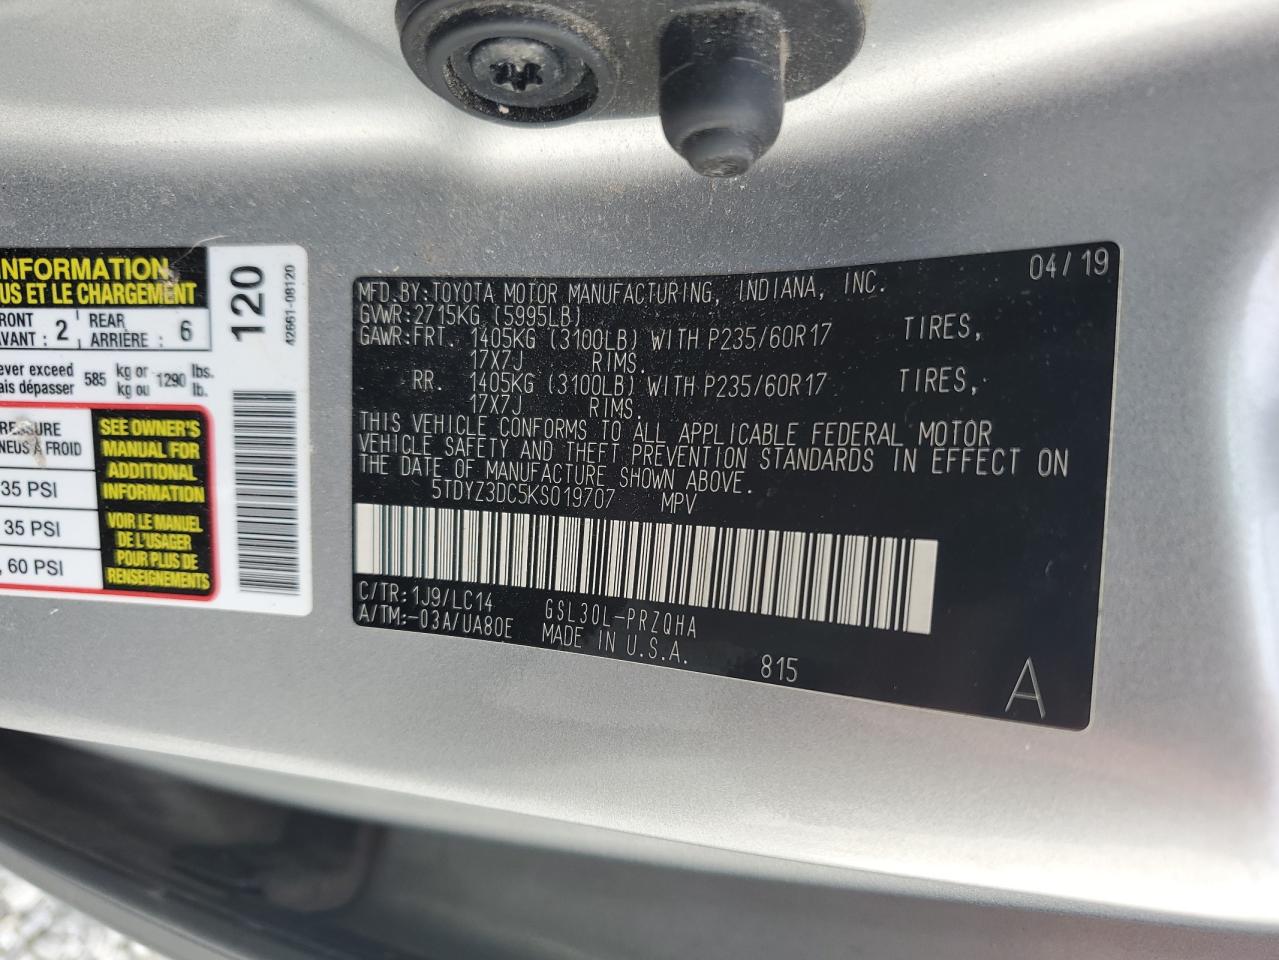 NFORMATION
US ET LE CHARGEMENT
RONT
VANT : 2
REAR
ARRIÈRE : 6
ever exceed
ais dépasser 585 kg or
kg ou 1290 lbs.
lb.
PRESSURE
NEUS À FROID
35 PSI
35 PSI
, 60 PSI
SEE OWNER'S
MANUAL FOR
ADDITIONAL
INFORMATION
VOIR LE MANUEL
DE L'USAGER
POUR PLUS DE
RENSEIGNEMENTS
120
42661-08120
04/19
MFD.BY:TOYOTA MOTOR MANUFACTURING, INDIANA, INC.
GVWR:2715KG (5995LB)
GAWR:FRT. 1405KG (3100LB) WITH P235/60R17 TIRES,
17X7J RIMS.
RR. 1405KG (3100LB) WITH P235/60R17 TIRES,
17X7J RIMS.
THIS VEHICLE CONFORMS TO ALL APPLICABLE FEDERAL MOTOR
VEHICLE SAFETY AND THEFT PREVENTION STANDARDS IN EFFECT ON
THE DATE OF MANUFACTURE SHOWN ABOVE.
5TDYZ3DC5KS019707 MPV
C/TR:1J9/LC14 GSL30L-PRZQHA
A/TM:-03A/UA80E MADE IN U.S.A.
815
A